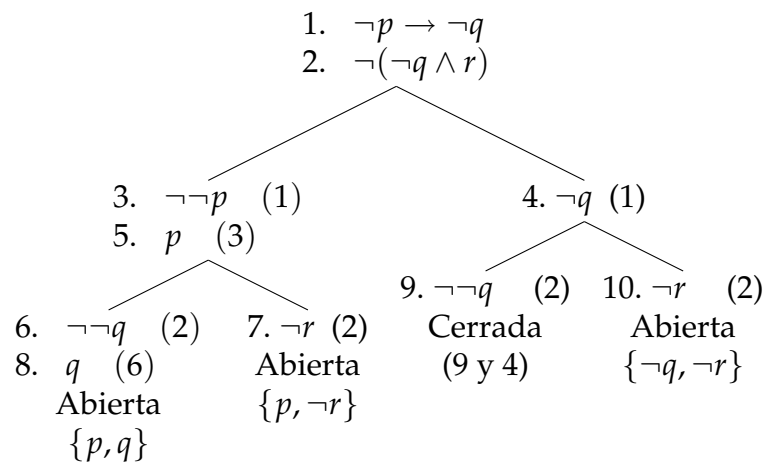 1. ¬p → ¬q
2. ¬(¬q ∧ r)
3. ¬¬p (1)
4. ¬q (1)
5. p (3)
9. ¬¬q (2) 10. ¬r (2)
6. ¬¬q (2) 7. ¬r (2) Cerrada Abierta
8. q (6) Abierta (9 y 4) {¬q, ¬r}
Abierta {p, ¬r}
{p, q}